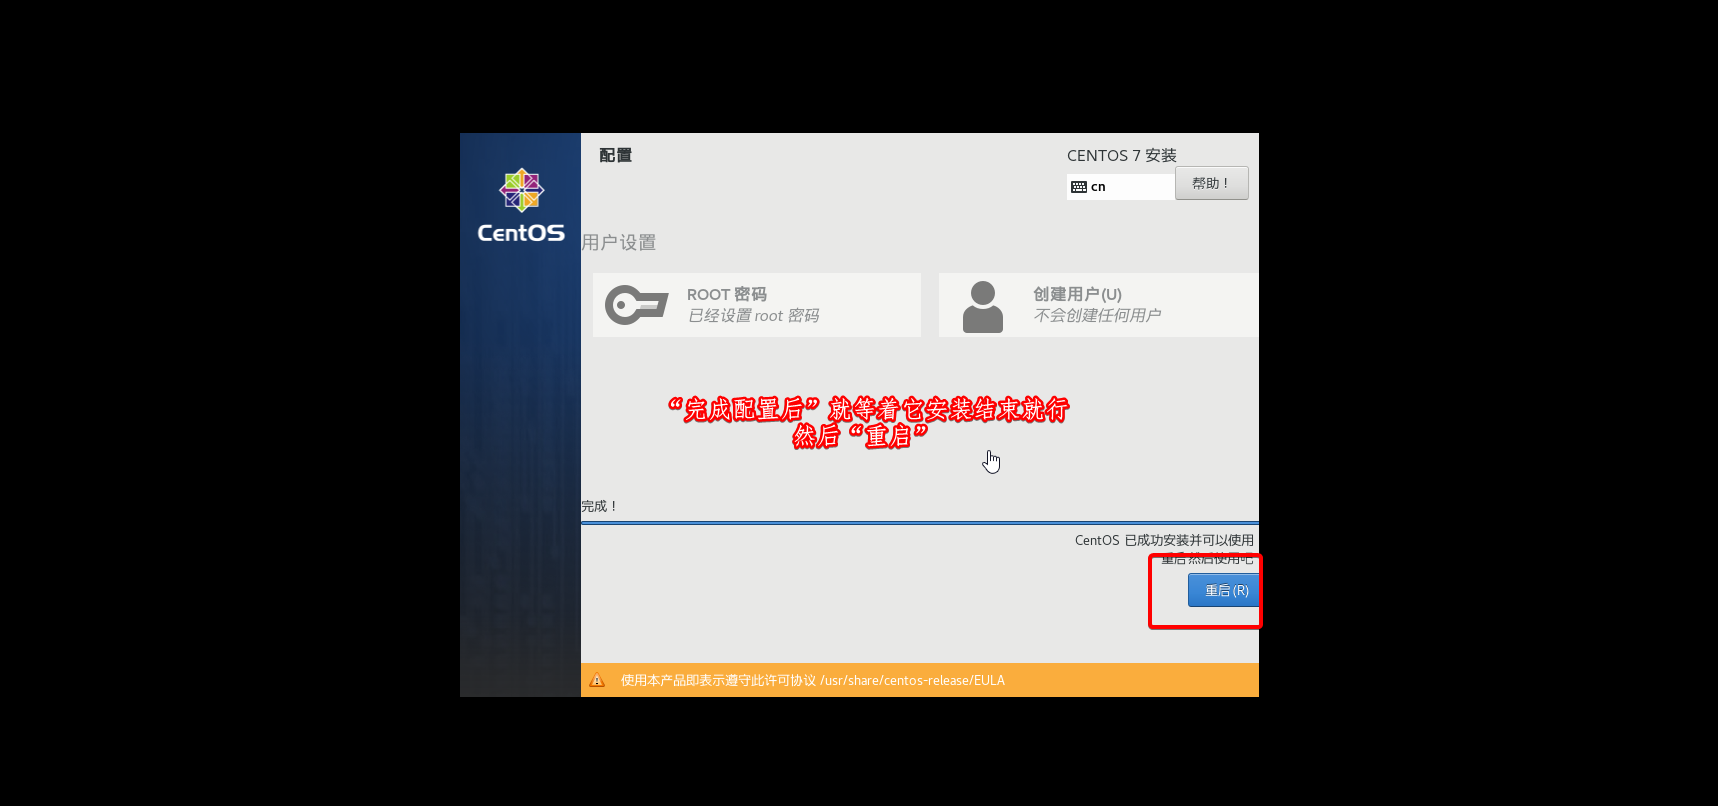 配置
CENTOS 7 安装
cn
帮助！
CentOS
用户设置
ROOT 密码
已经设置 root 密码
创建用户(U)
不会创建任何用户
“完成配置后”就等着它安装结束就行
然后“重启”
完成！
CentOS 已成功安装并可以使用
重启然后使用吧
重启(R)
使用本产品即表示遵守此许可协议 /usr/share/centos-release/EULA